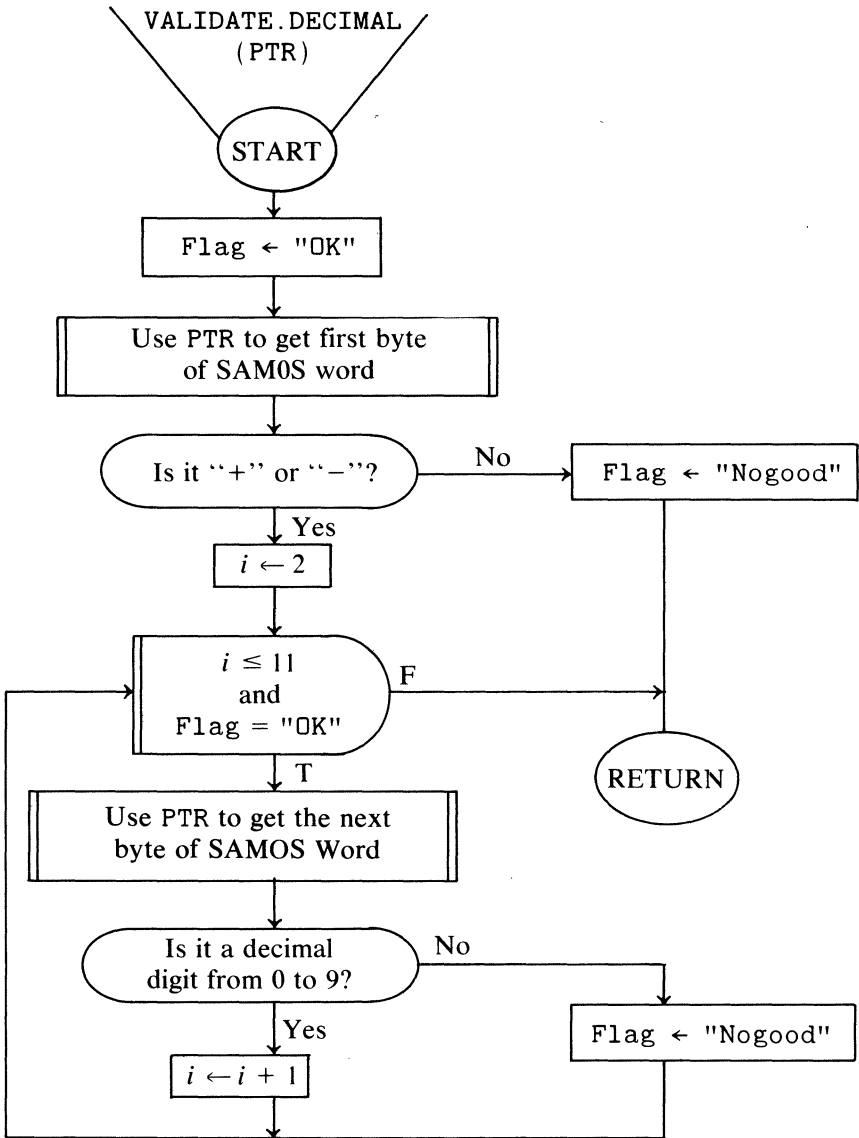 VALIDATE.DECIMAL
(PTR)
START
Flag ← "OK"
Use PTR to get first byte
of SAM0S word
Is it “+” or “−”?
No
Flag ← "Nogood"
Yes
i ← 2
i ≤ 11
and
Flag = "OK"
F
T
RETURN
Use PTR to get the next
byte of SAMOS Word
Is it a decimal
digit from 0 to 9?
No
Yes
Flag ← "Nogood"
i ← i + 1